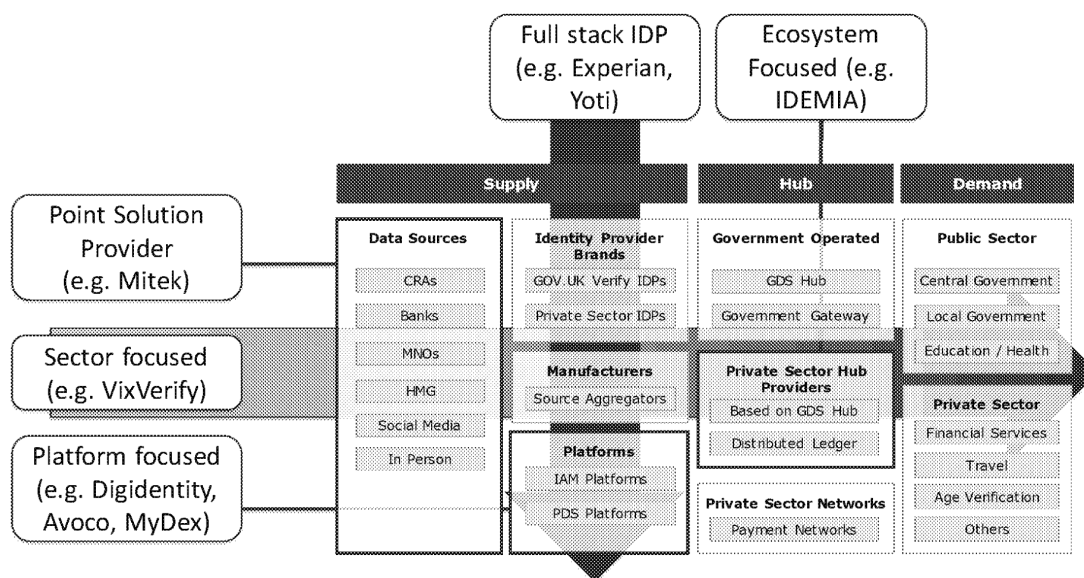 Full stack IDP
(e.g. Experian,
Yoti)
Ecosystem
Focused (e.g.
IDEMIA)
Point Solution
Provider
(e.g. Mitek)
Sector focused
(e.g. VixVerify)
Platform focused
(e.g. Digidentity,
Avoco, MyDex)
Supply
Hub
Demand
Data Sources
CRAs
Banks
MNOs
HMG
Social Media
In Person
Identity Provider
Brands
GOV.UK Verify IDPs
Private Sector IDPs
Manufacturers
Source Aggregators
Platforms
IAM Platforms
PDS Platforms
Government Operated
GDS Hub
Government Gateway
Private Sector Hub
Providers
Based on GDS Hub
Distributed Ledger
Private Sector Networks
Payment Networks
Public Sector
Central Government
Local Government
Education / Health
Private Sector
Financial Services
Travel
Age Verification
Others